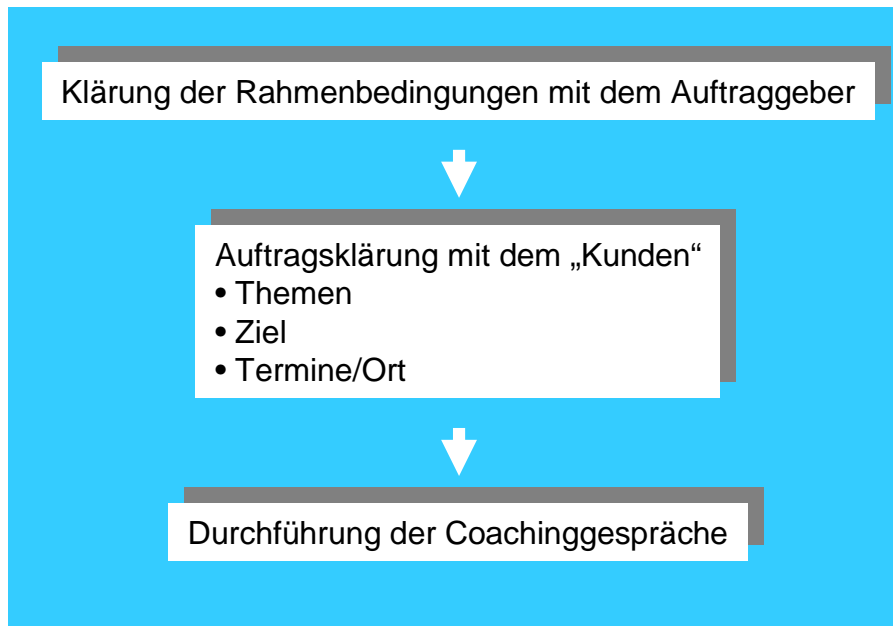 Klärung der Rahmenbedingungen mit dem Auftraggeber
Auftragsklärung mit dem „Kunden“
• Themen
• Ziel
• Termine/Ort
Durchführung der Coachinggespräche